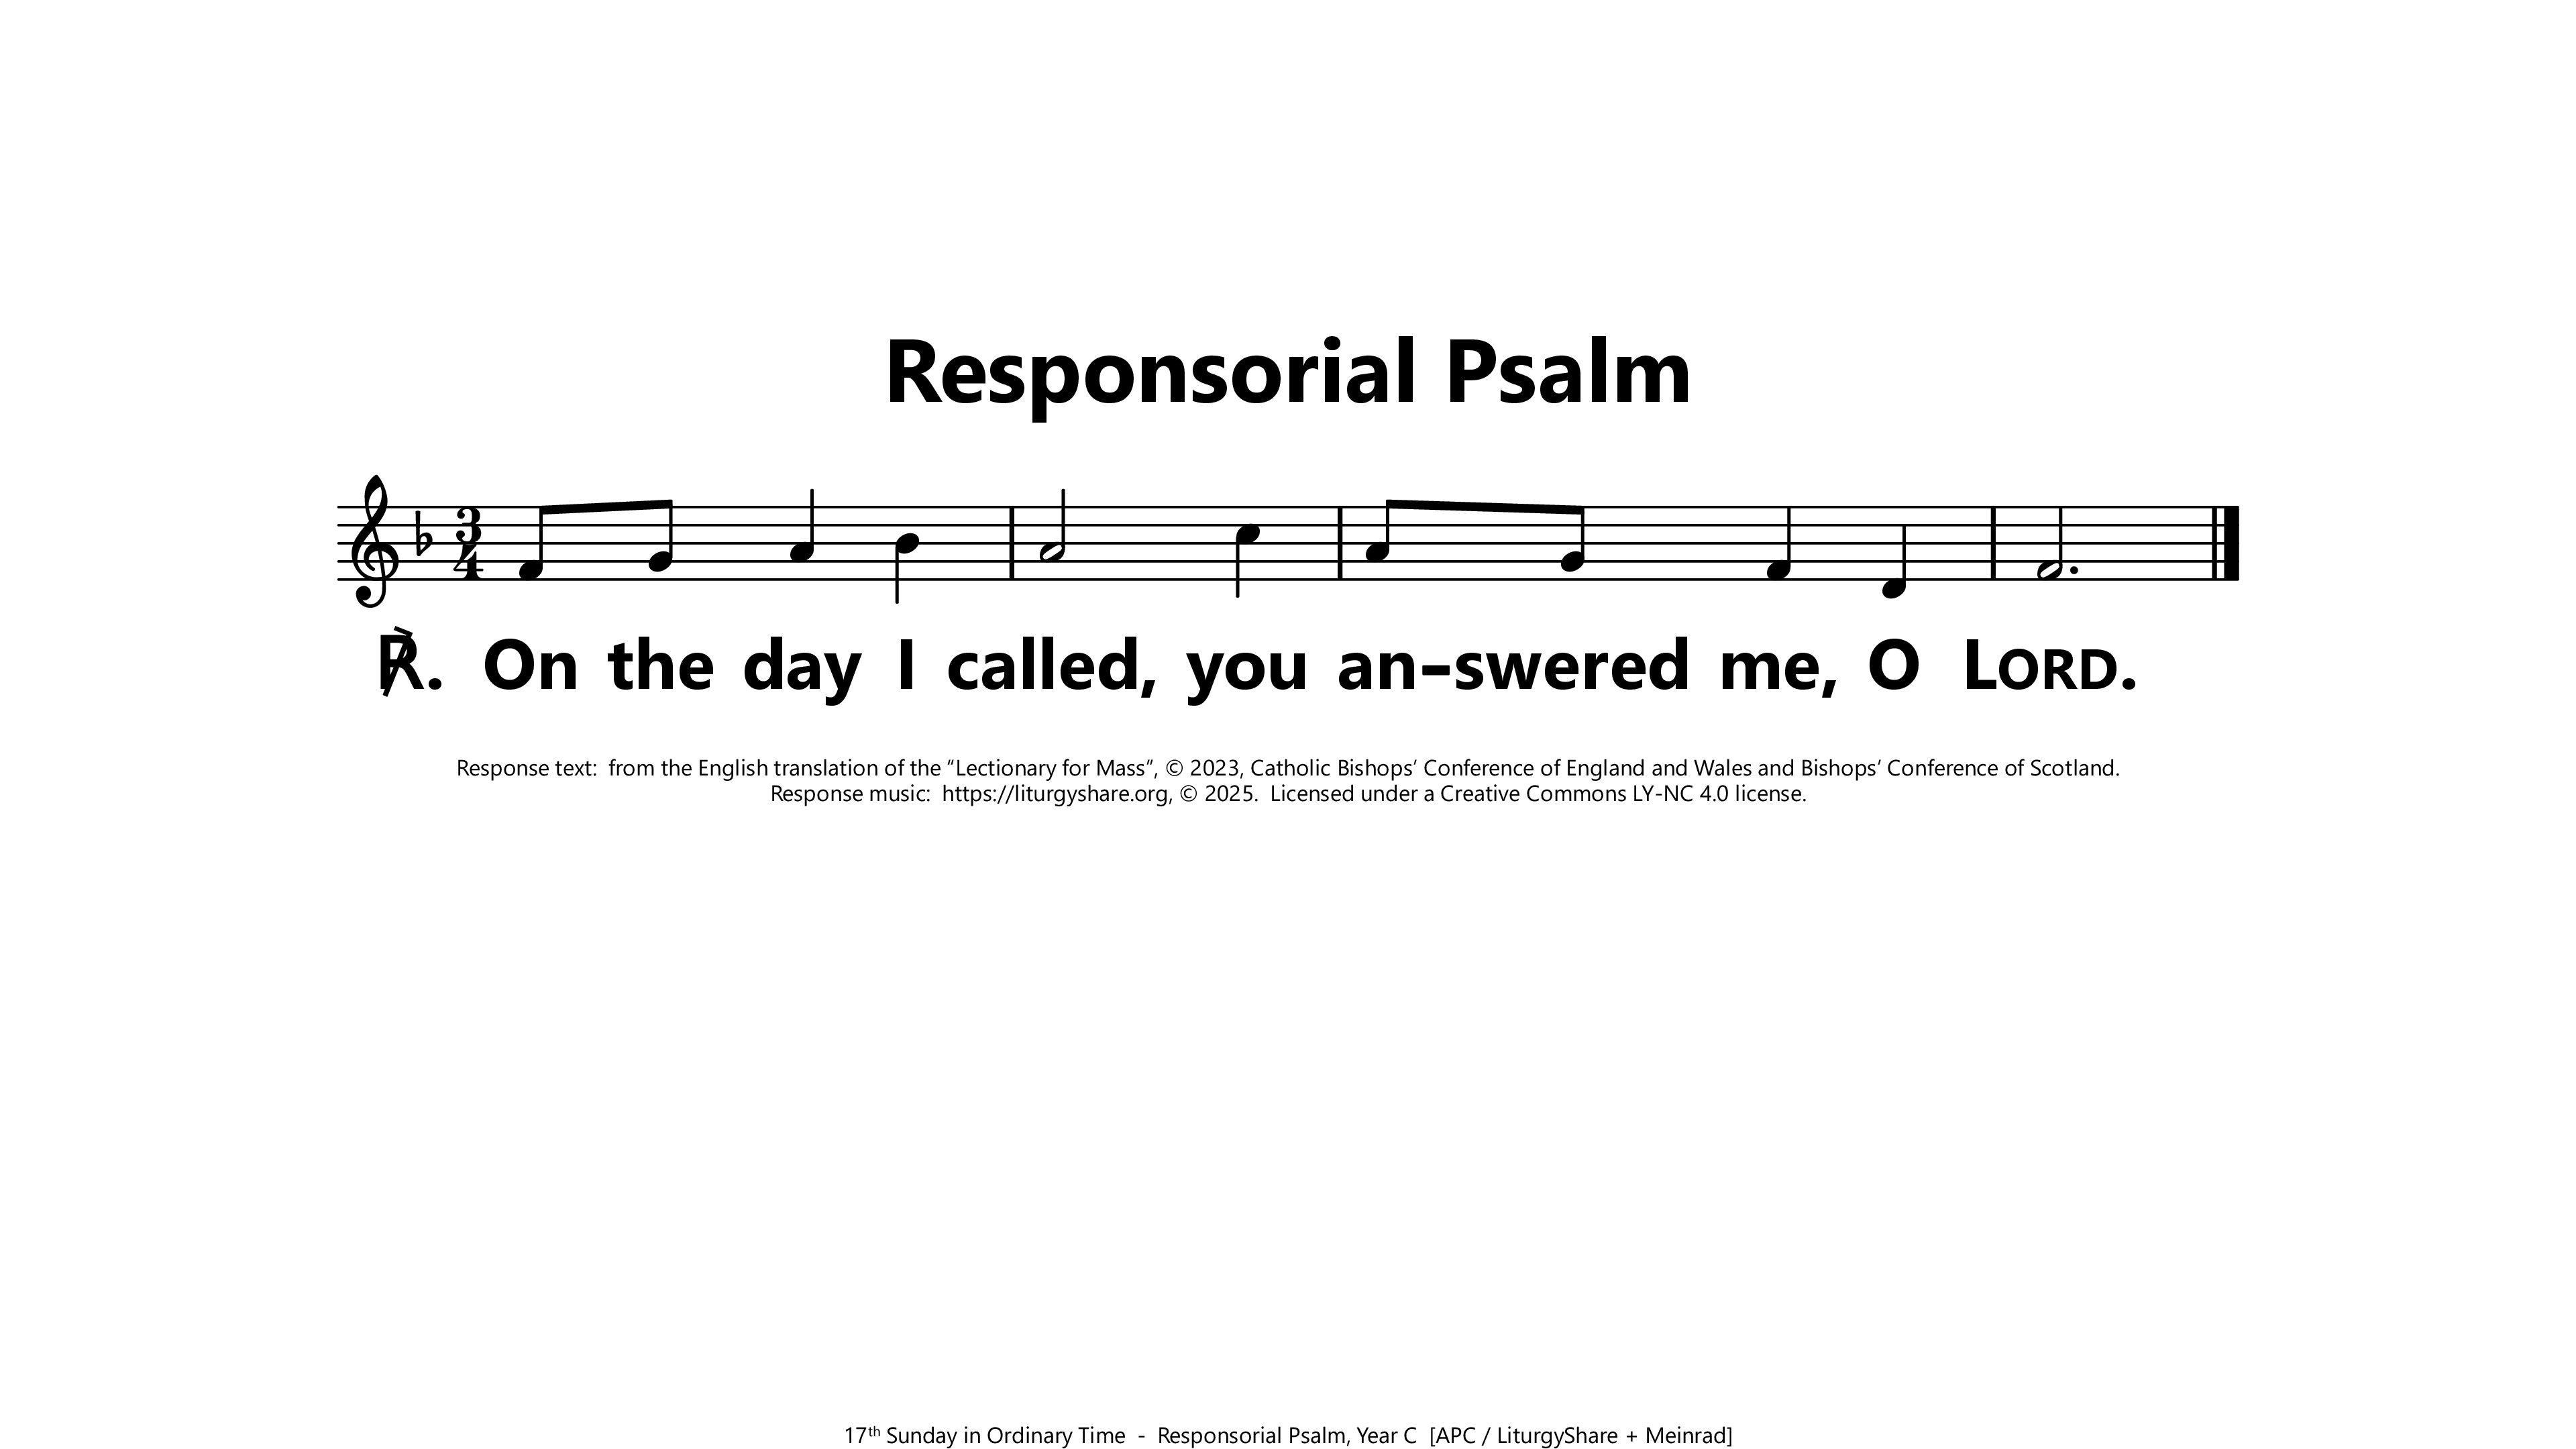 Responsorial Psalm
3
4
℟. On the day I called, you an-swered me, O LORD.
Response text:  from the English translation of the “Lectionary for Mass”, © 2023, Catholic Bishops’ Conference of England and Wales and Bishops’ Conference of Scotland.
Response music:  https://liturgyshare.org, © 2025.  Licensed under a Creative Commons LY-NC 4.0 license.
17th Sunday in Ordinary Time  -  Responsorial Psalm, Year C  [APC / LiturgyShare + Meinrad]